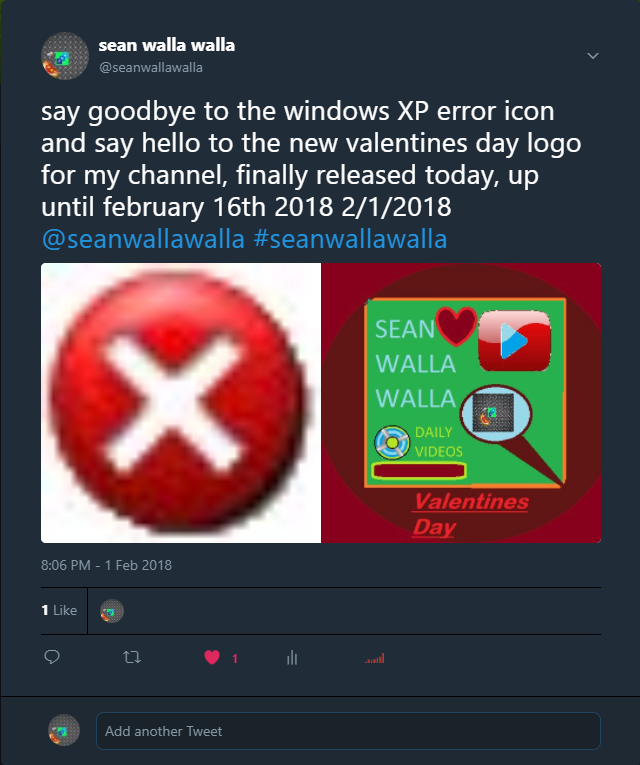 sean walla walla
@seanwallawalla
say goodbye to the windows XP error icon
and say hello to the new valentines day logo
for my channel, finally released today, up
until february 16th 2018 2/1/2018
@seanwallawalla #seanwallawalla
SEAN
WALLA
WALLA
DAILY
VIDEOS
Valentines
Day
8:06 PM - 1 Feb 2018
1 Like
1
Add another Tweet